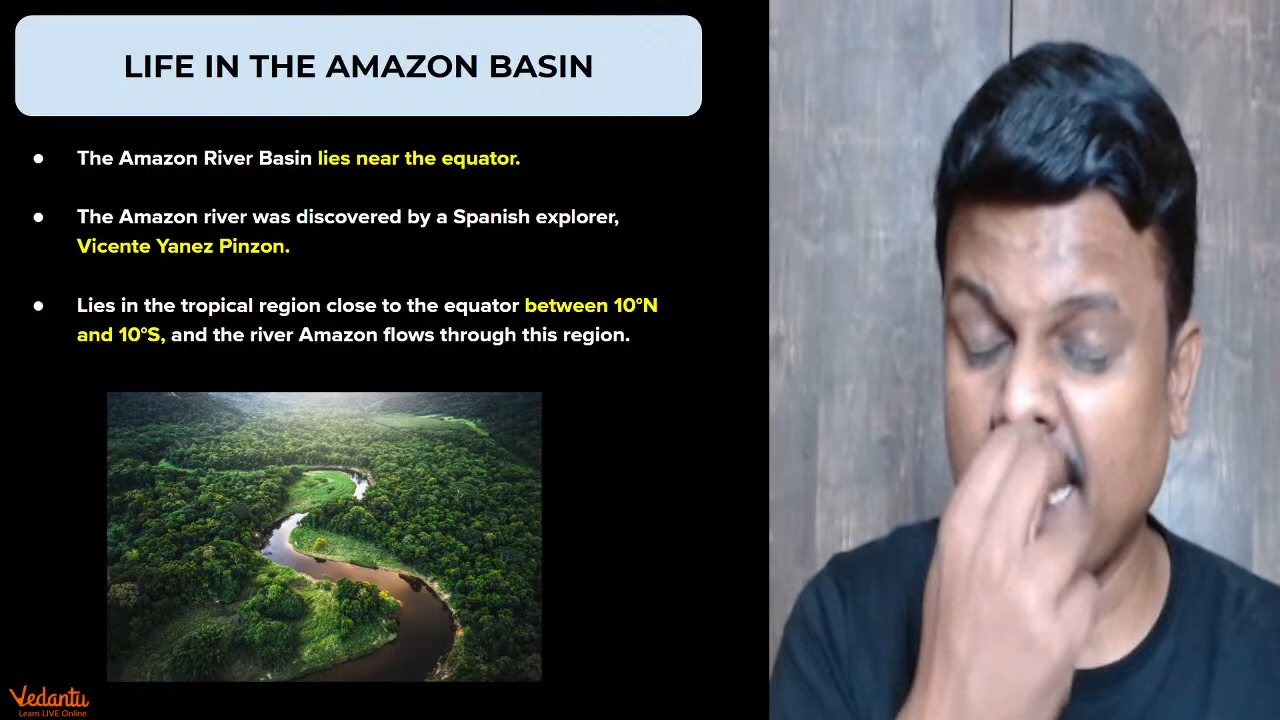 LIFE IN THE AMAZON BASIN
● The Amazon River Basin lies near the equator.
● The Amazon river was discovered by a Spanish explorer,
Vicente Yanez Pinzon.
● Lies in the tropical region close to the equator between 10°N
and 10°S, and the river Amazon flows through this region.
Vedantu
Learn LIVE Online